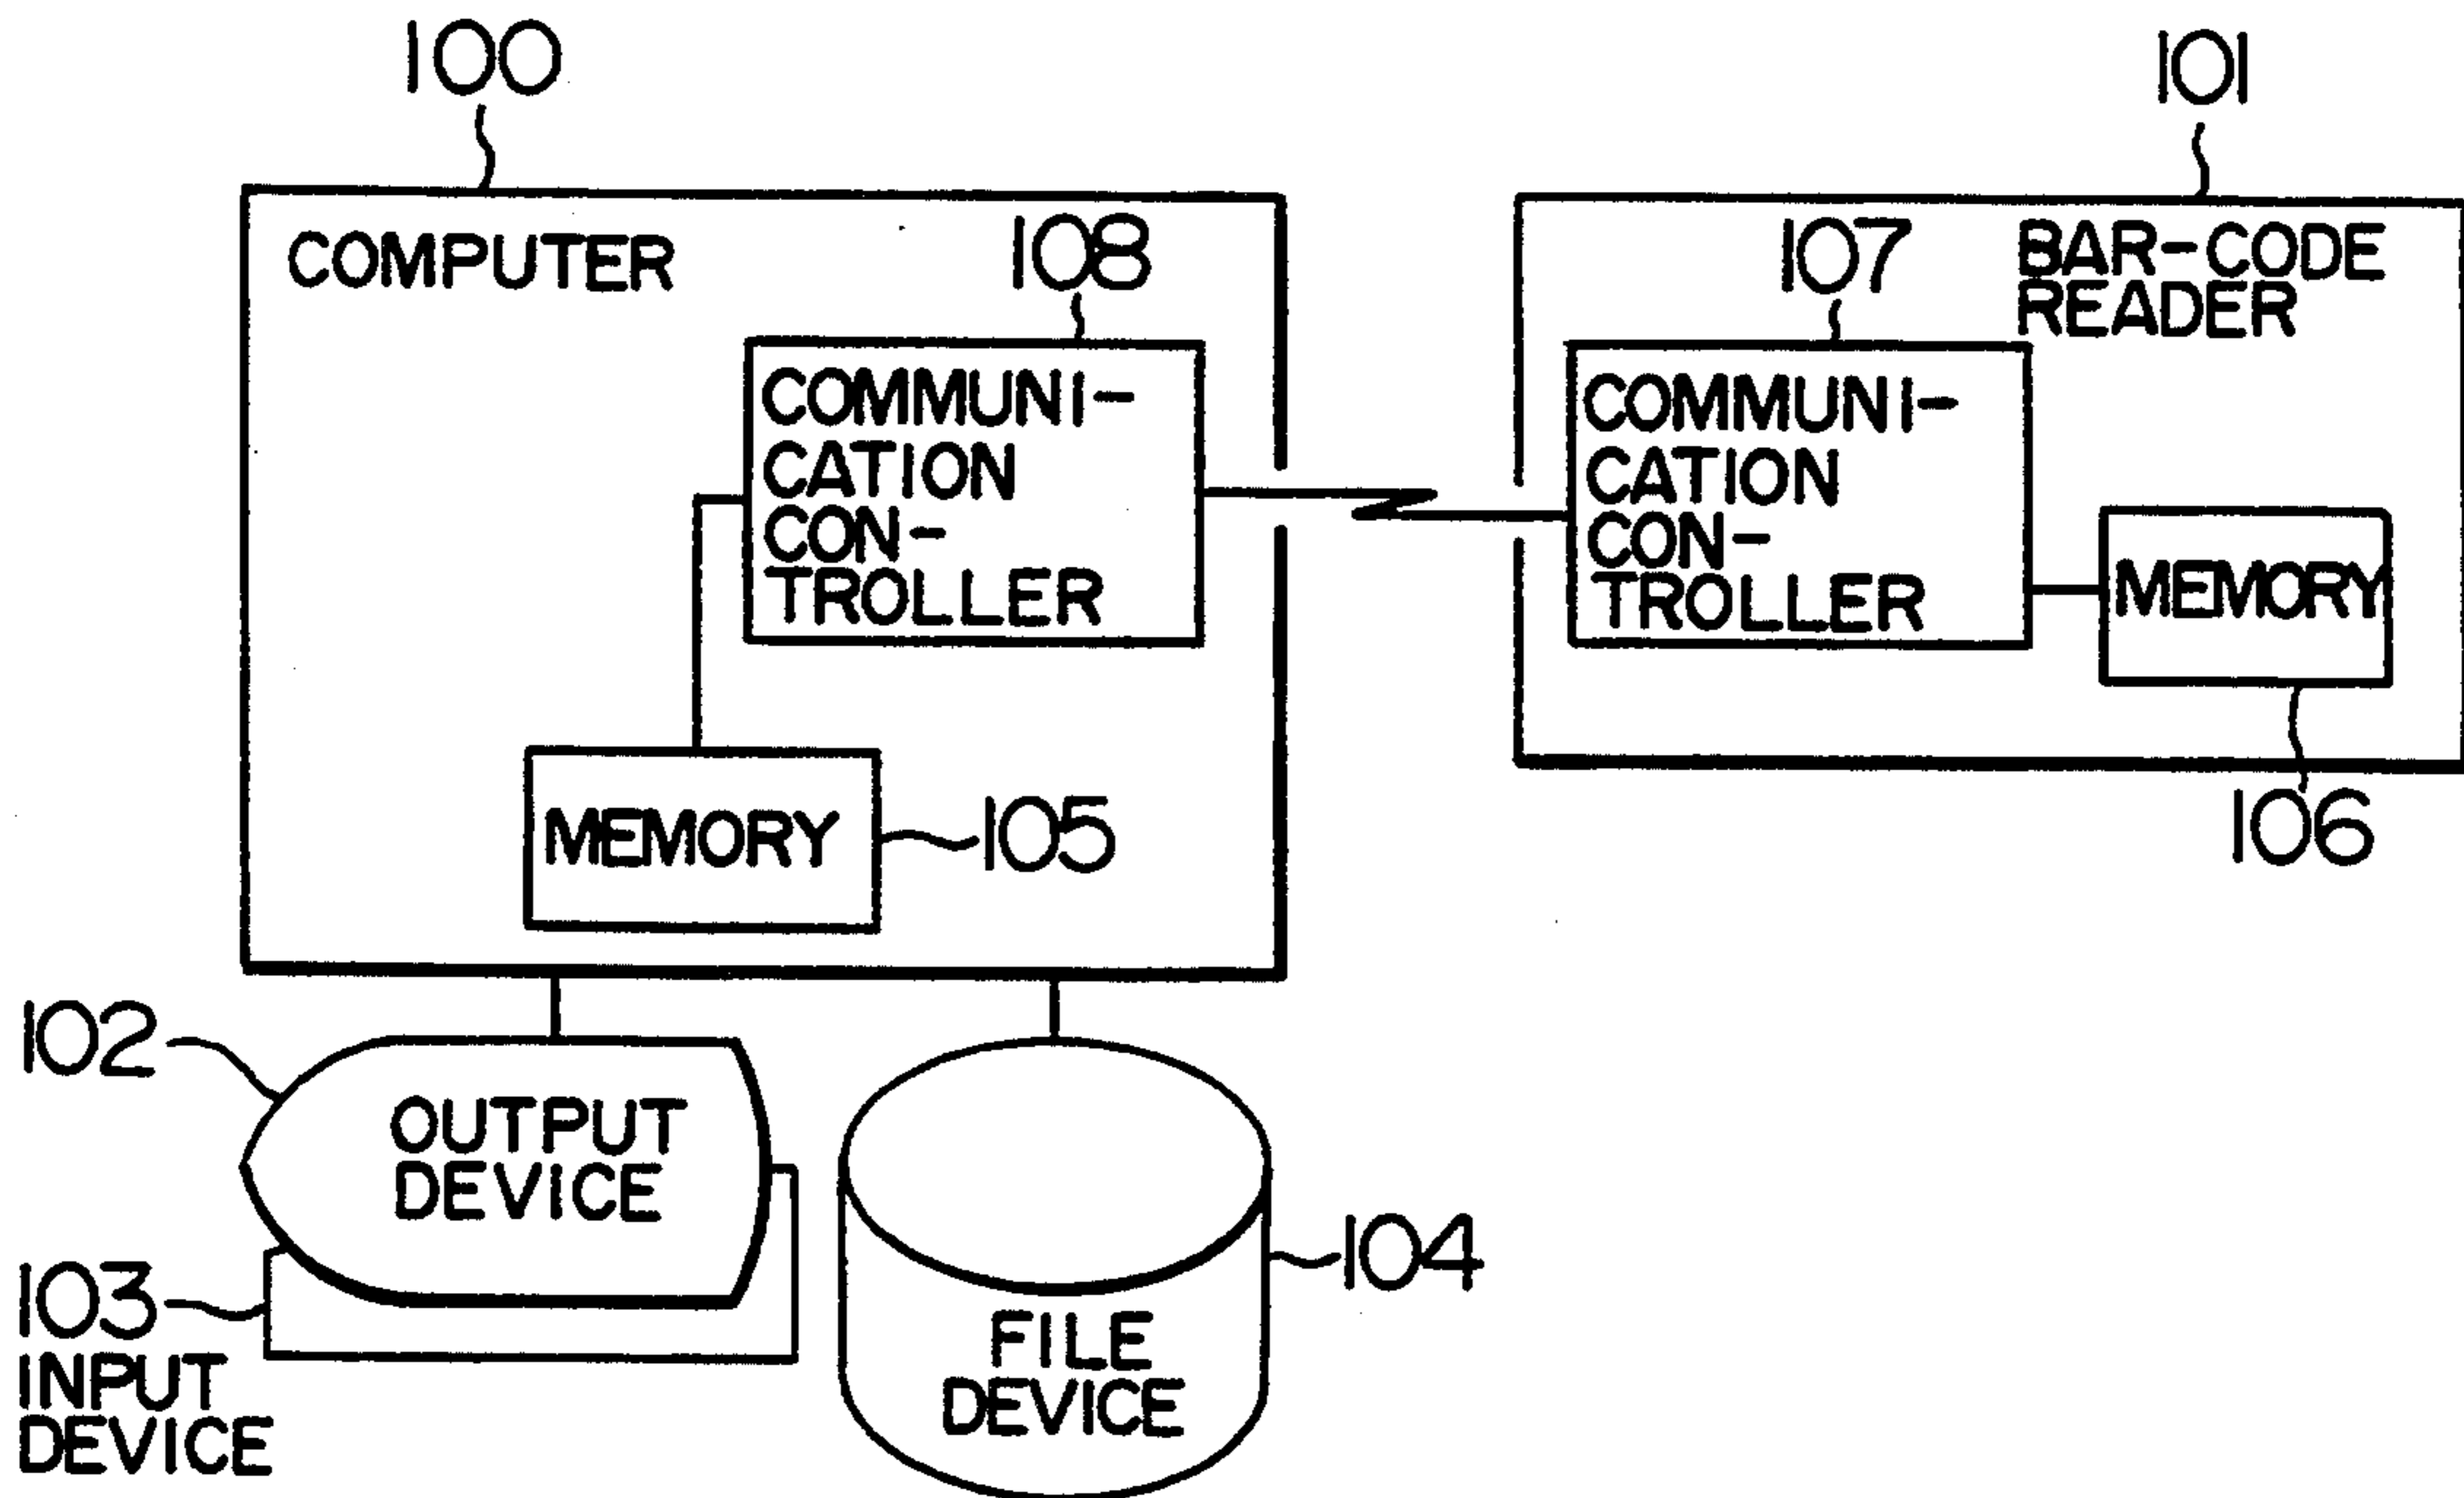 100
101
COMPUTER
108
COMMUNI-
CATION
CON-
TROLLER
MEMORY
105
107
BAR-CODE
READER
COMMUNI-
CATION
CON-
TROLLER
MEMORY
106
102
OUTPUT
DEVICE
103
INPUT
DEVICE
104
FILE
DEVICE